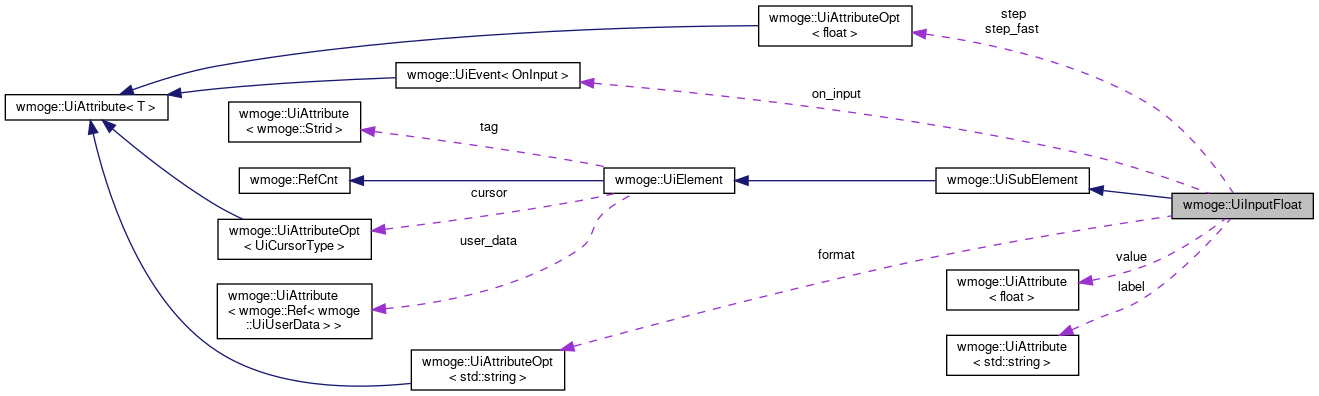 wmoge::UiAttributeOpt
< float >
step
step_fast
wmoge::UiEvent< OnInput >
on_input
wmoge::UiAttribute< T >
wmoge::UiAttribute
< wmoge::Strid >
tag
wmoge::RefCnt
wmoge::UiElement
wmoge::UiSubElement
wmoge::UiInputFloat
cursor
wmoge::UiAttributeOpt
< UiCursorType >
user_data
format
value
wmoge::UiAttribute
< float >
label
wmoge::UiAttribute
< wmoge::Ref< wmoge
::UiUserData > >
wmoge::UiAttributeOpt
< std::string >
wmoge::UiAttribute
< std::string >